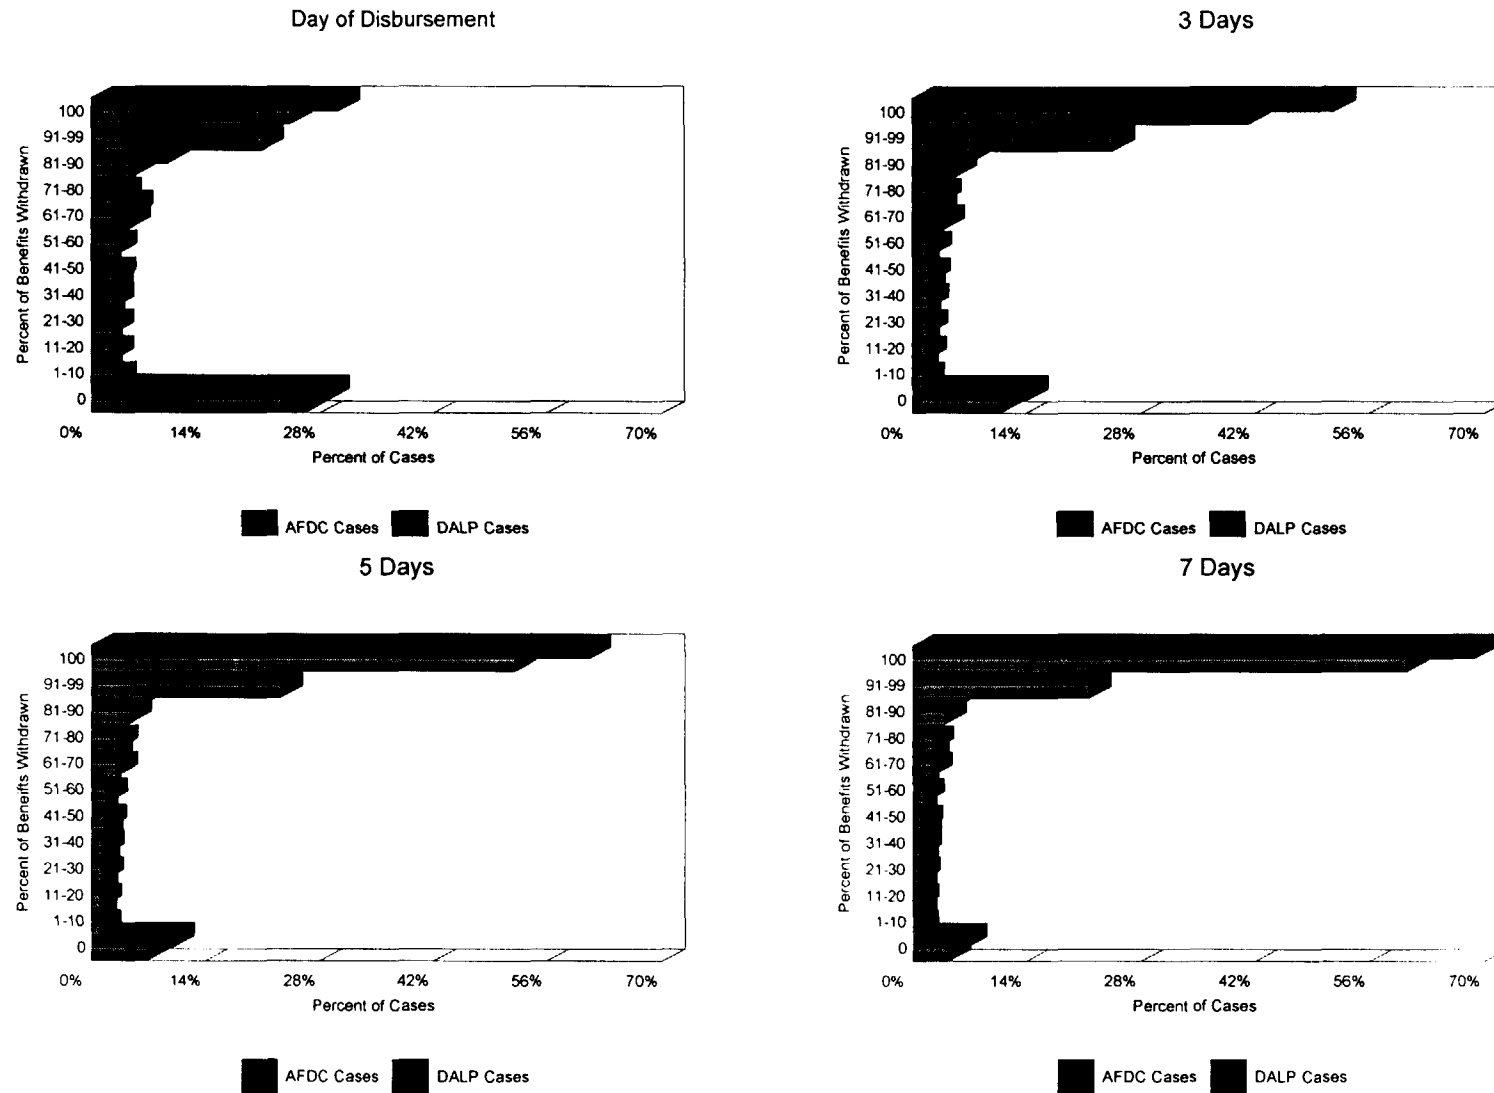 Day of Disbursement
Percent of Benefits Withdrawn
100
91-99
81-90
71-80
61-70
51-60
41-50
31-40
21-30
11-20
1-10
0
0% 14% 28% 42% 56% 70%
Percent of Cases
AFDC Cases DALP Cases
3 Days
Percent of Benefits Withdrawn
100
91-99
81-90
71-80
61-70
51-60
41-50
31-40
21-30
11-20
1-10
0
0% 14% 28% 42% 56% 70%
Percent of Cases
AFDC Cases DALP Cases
5 Days
Percent of Beneifts Withdrawn
100
91-99
81-90
71-80
61-70
51-60
41-50
31-40
21-30
11-20
1-10
0
0% 14% 28% 42% 56% 70%
Percent of Cases
AFDC Cases DALP Cases
7 Days
Percent of Benefits Withdrawn
100
91-99
81-90
71-80
61-70
51-60
41-50
31-40
21-30
11-20
1-10
0
0% 14% 28% 42% 56% 70%
Percent of Cases
AFDC Cases DALP Cases